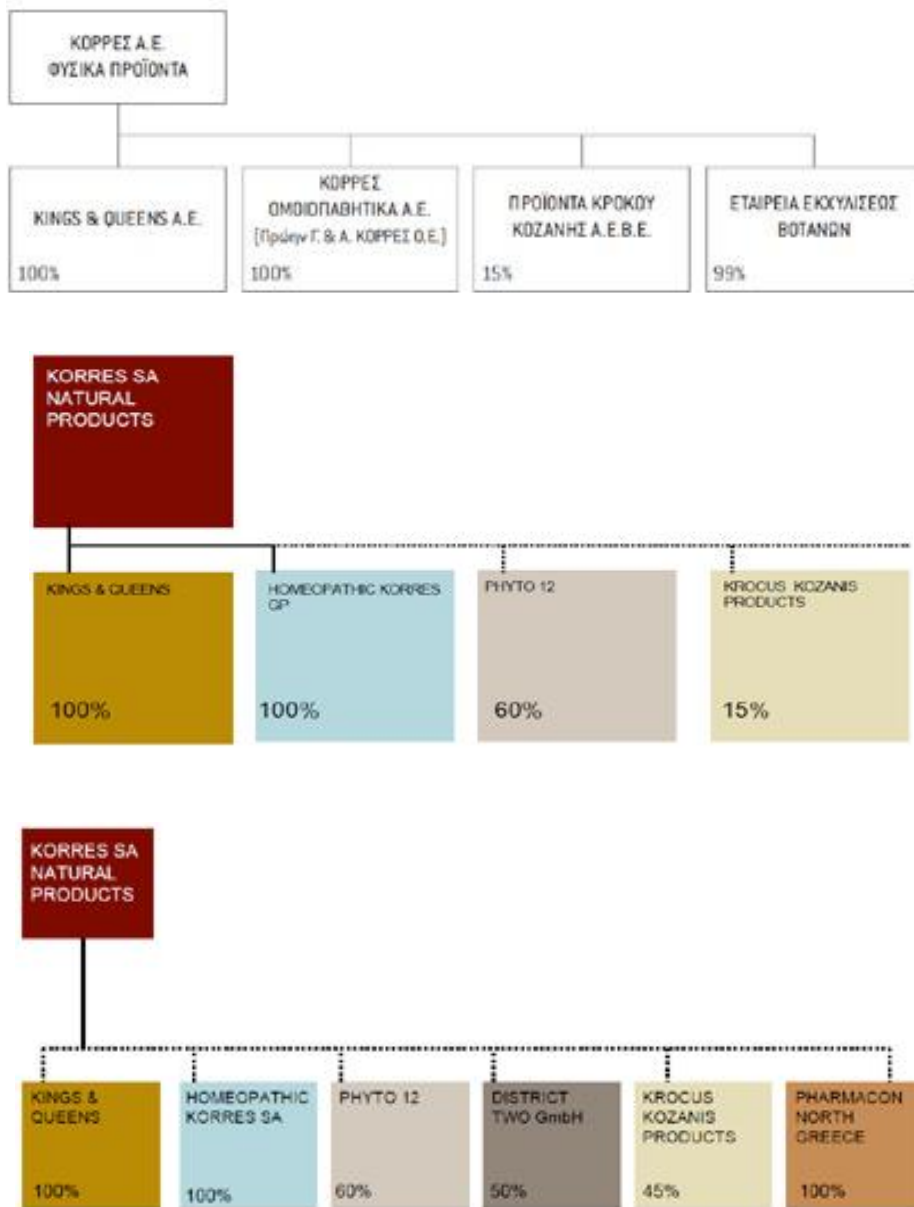 ΚΟΡΡΕΣ Α.Ε.
ΦΥΣΙΚΑ ΠΡΟΪΟΝΤΑ
KINGS & QUEENS Α.Ε.
100%
ΚΟΡΡΕΣ
ΟΜΟΙΟΠΑΘΗΤΙΚΑ Α.Ε.
[Πρώην Γ. & Α. ΚΟΡΡΕΣ Ο.Ε.]
100%
ΠΡΟΪΟΝΤΑ ΚΡΟΚΟΥ
ΚΟΖΑΝΗΣ Α.Ε.Β.Ε.
15%
ΕΤΑΙΡΕΙΑ ΕΚΧΥΛΙΣΕΩΣ
ΒΟΤΑΝΩΝ
99%
KORRES SA
NATURAL
PRODUCTS
KINGS & QUEENS
100%
HOMEOPATHIC KORRES
GP
100%
PHYTO 12
60%
KROCUS KOZANIS
PRODUCTS
15%
KORRES SA
NATURAL
PRODUCTS
KINGS &
QUEENS
100%
HOMEOPATHIC
KORRES SA
100%
PHYTO 12
60%
DISTRICT
TWO GmbH
50%
KROCUS
KOZANIS
PRODUCTS
45%
PHARMACON
NORTH
GREECE
100%